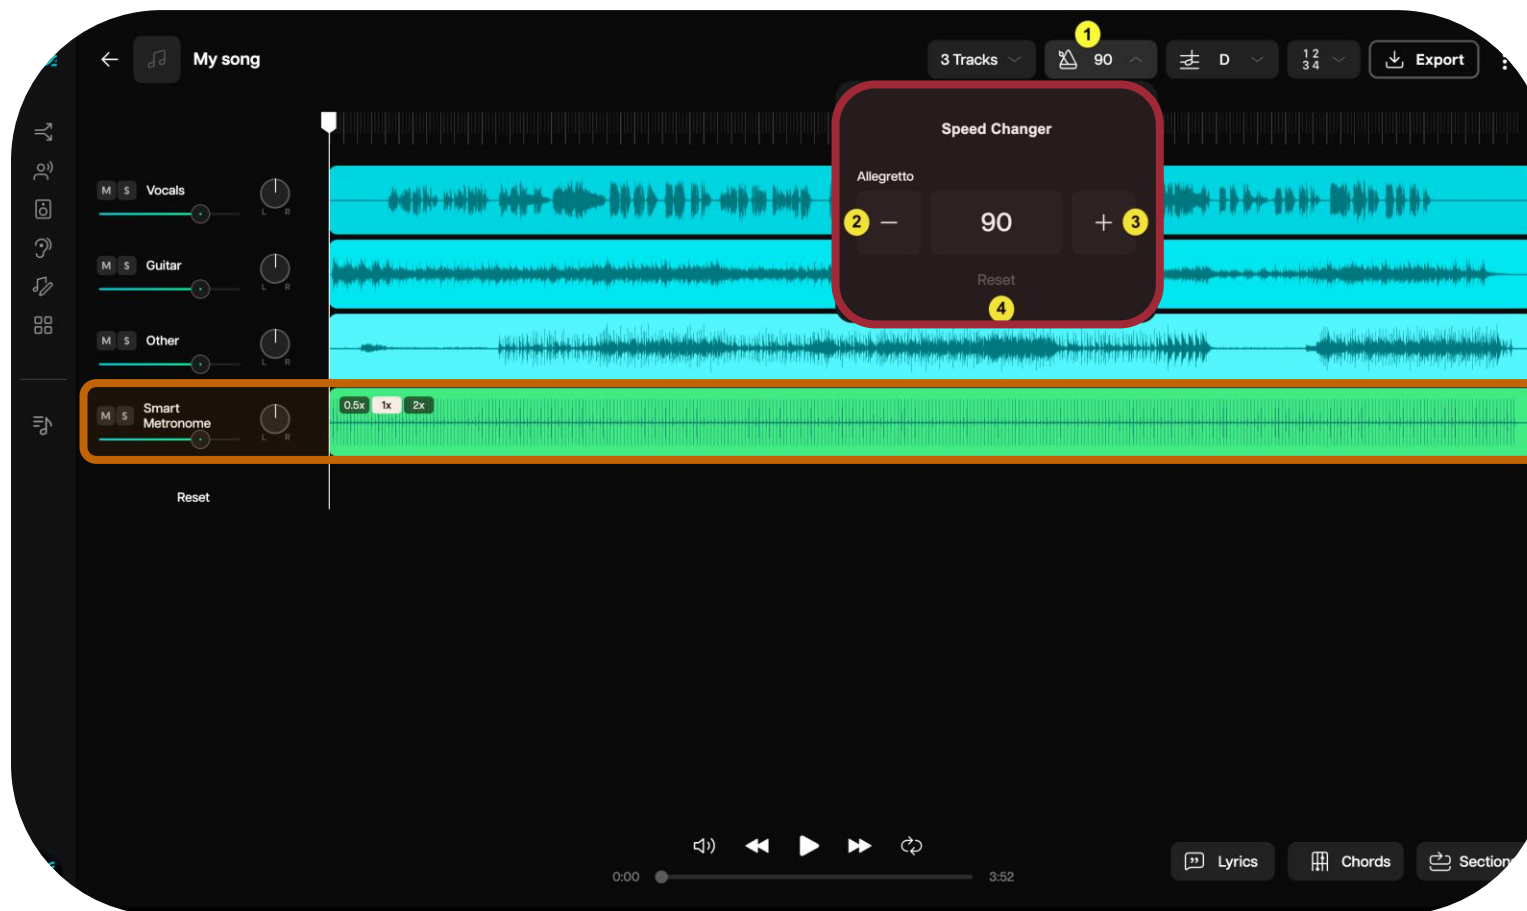 1
My song
3 Tracks
90
D
1 2
3 4
Export
Speed Changer
Allegretto
2
90
3
Reset
4
M S Vocals
L R
M S Guitar
L R
M S Other
L R
M S Smart
Metronome
L R
0.5x 1x 2x
Reset
0:00
3:52
Lyrics
Chords